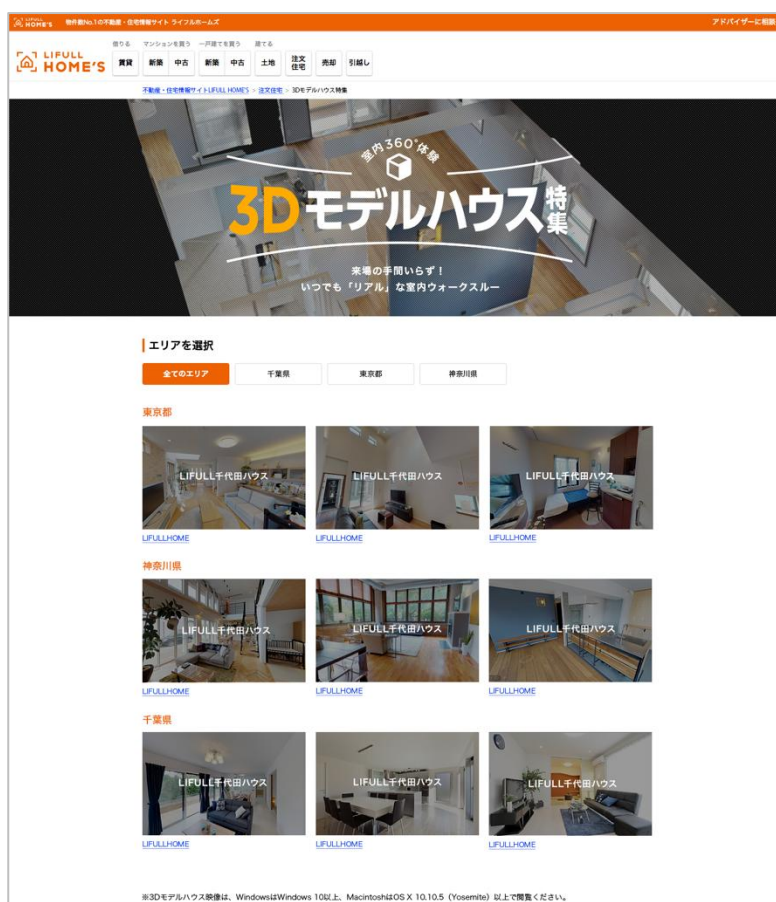 LIFULL HOME'S 物件数No.1の不動産・住宅情報サイト ライフルホームズ
アドバイザーに相談
LIFULL HOME'S
借りる マンションを買う 一戸建てを買う 建てる
賃貸 新築 中古 新築 中古 土地 注文住宅 売却 引越し
不動産・住宅情報サイトLIFULL HOME'S > 注文住宅 > 3Dモデルハウス特集
室内360°体験
3Dモデルハウス特集
来場の手間いらず！
いつでも「リアル」な室内ウォークスルー
エリアを選択
全てのエリア 千葉県 東京都 神奈川県
東京都
LIFULL千代田ハウス LIFULL千代田ハウス LIFULL千代田ハウス
LIFULLHOME LIFULLHOME LIFULLHOME
神奈川県
LIFULL千代田ハウス LIFULL千代田ハウス LIFULL千代田ハウス
LIFULLHOME LIFULLHOME LIFULLHOME
千葉県
LIFULL千代田ハウス LIFULL千代田ハウス LIFULL千代田ハウス
LIFULLHOME LIFULLHOME LIFULLHOME
※3Dモデルハウス映像は、WindowsはWindows 10以上、MacintoshはOS X 10.10.5（Yosemite）以上で閲覧ください。